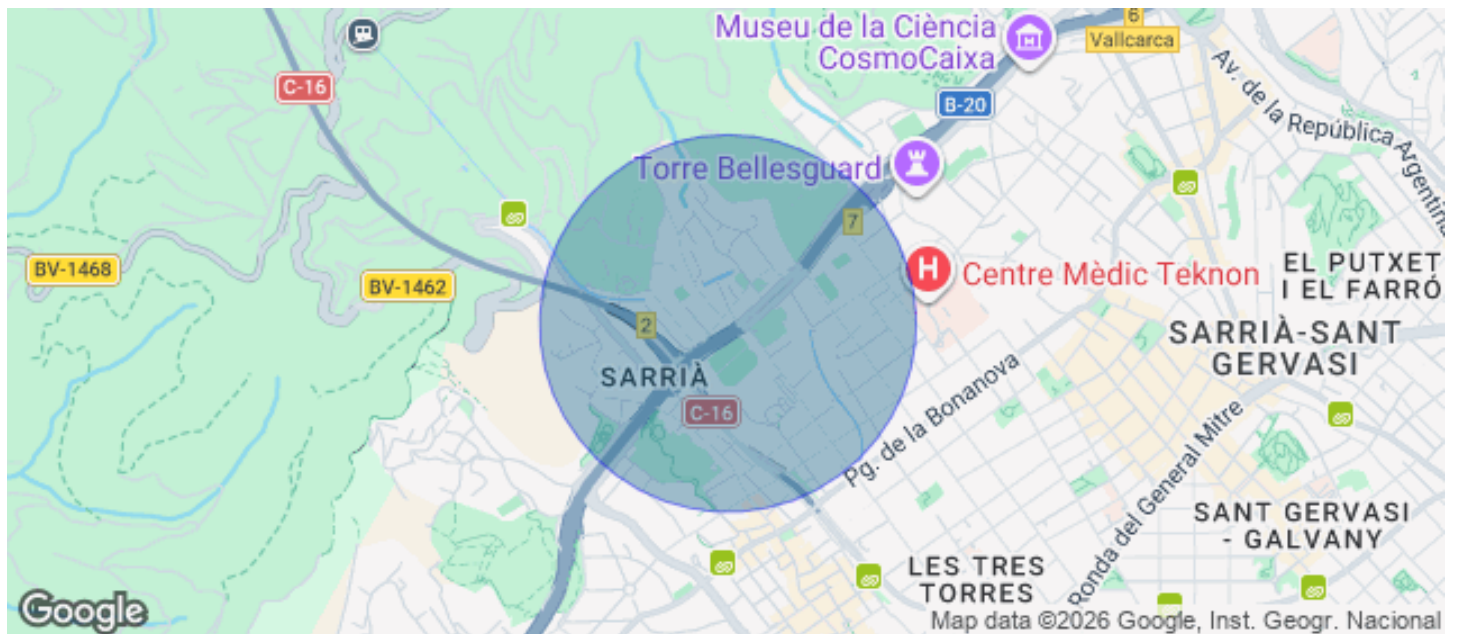 Museu de la Ciència
CosmoCaixa
6
Vallcarca
C-16
B-20
Av. de la República Argentina
Torre Bellesguard
7
BV-1468
BV-1462
Centre Mèdic Teknon
EL PUTXET
I EL FARRÓ
2
SARRIÀ
SARRIÀ-SANT
GERVASI
C-16
Pg. de la Bonanova
Ronda del General Mitre
SANT GERVASI
- GALVANY
LES TRES
TORRES
Google
Map data ©2026 Google, Inst. Geogr. Nacional